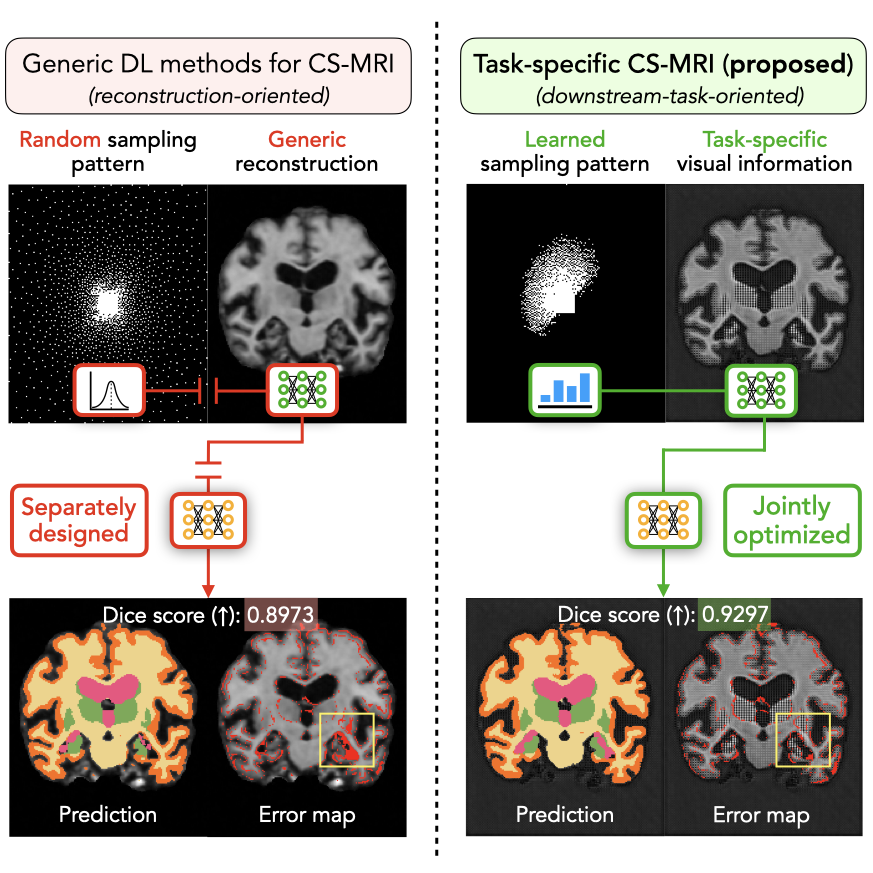 Generic DL methods for CS-MRI
(reconstruction-oriented)
Random sampling
pattern
Generic
reconstruction
Separately
designed
Dice score (↑): 0.8973
Prediction
Error map
Task-specific CS-MRI (proposed)
(downstream-task-oriented)
Learned
sampling pattern
Task-specific
visual information
Jointly
optimized
Dice score (↑): 0.9297
Prediction
Error map